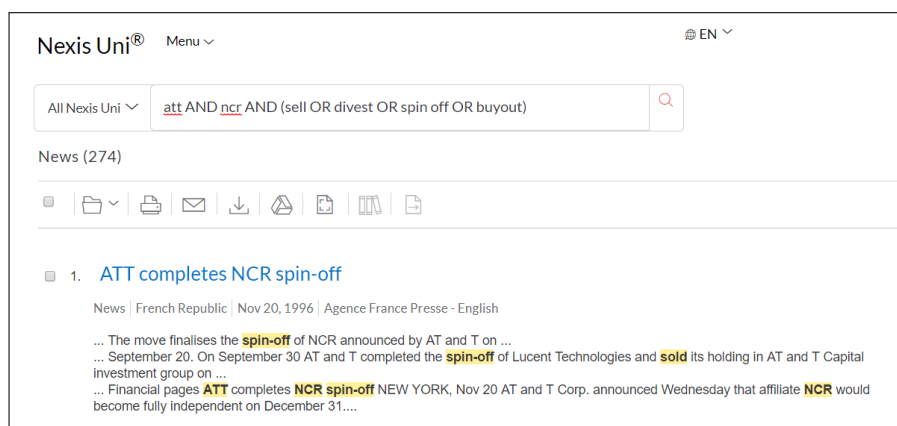 Nexis Uni® Menu EN
All Nexis Uni att AND ncr AND (sell OR divest OR spin off OR buyout)
News (274)
1. ATT completes NCR spin-off
News | French Republic | Nov 20, 1996 | Agence France Presse - English
... The move finalises the spin-off of NCR announced by AT and T on ...
... September 20. On September 30 AT and T completed the spin-off of Lucent Technologies and sold its holding in AT and T Capital
investment group on ...
... Financial pages ATT completes NCR spin-off NEW YORK, Nov 20 AT and T Corp. announced Wednesday that affiliate NCR would
become fully independent on December 31....